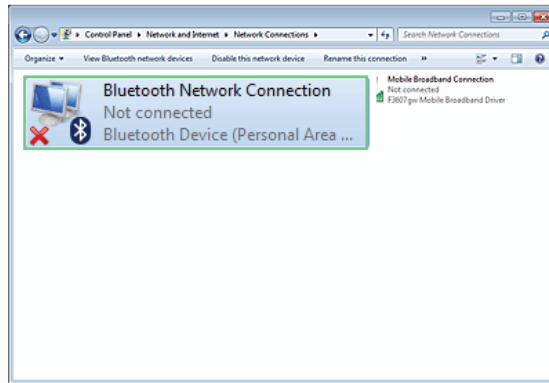 Control Panel ▸ Network and Internet ▸ Network Connections ▸
Search Network Connections
Organize
View Bluetooth network devices
Disable this network device
Rename this connection
»
Bluetooth Network Connection
Not connected
Bluetooth Device (Personal Area ...
Mobile Broadband Connection
Not connected
F3607gw Mobile Broadband Driver